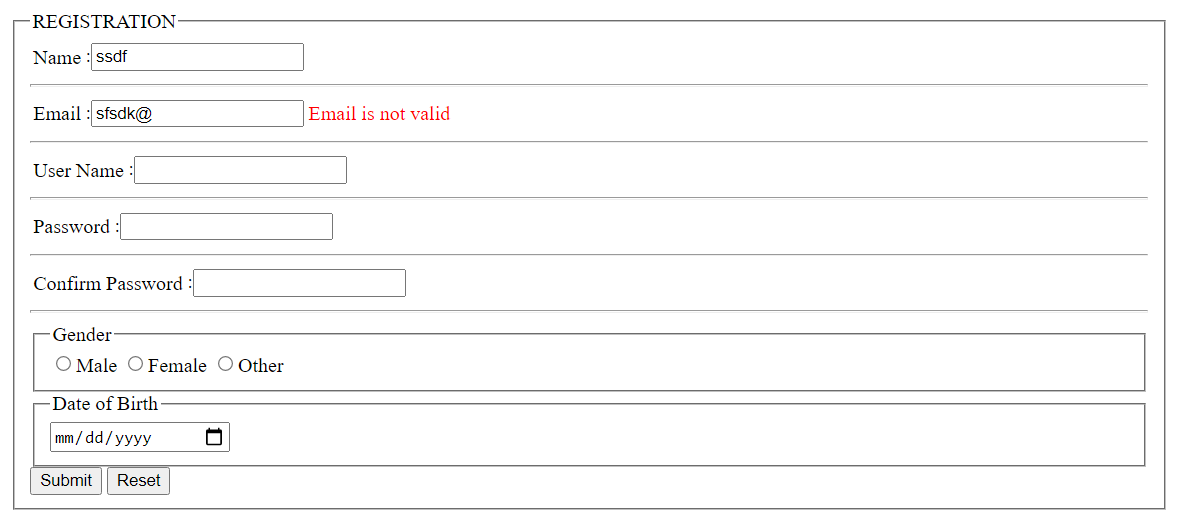 REGISTRATION
Name :ssdf
Email :sfsdk@ Email is not valid
User Name :
Password :
Confirm Password :
Gender
Male Female Other
Date of Birth
mm/dd/yyyy
Submit Reset